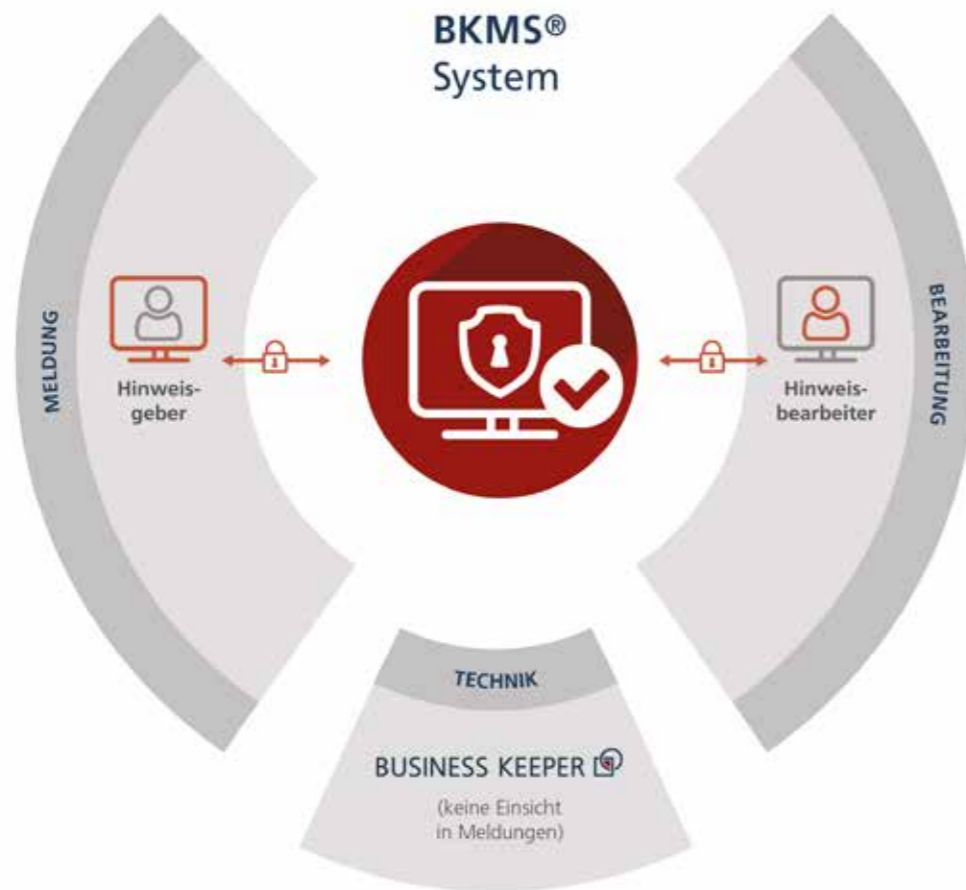 BKMS®
System
MELDUNG
Hinweis-
geber
Hinweis-
bearbeiter
BEARBEITUNG
TECHNIK
BUSINESS KEEPER
(keine Einsicht
in Meldungen)